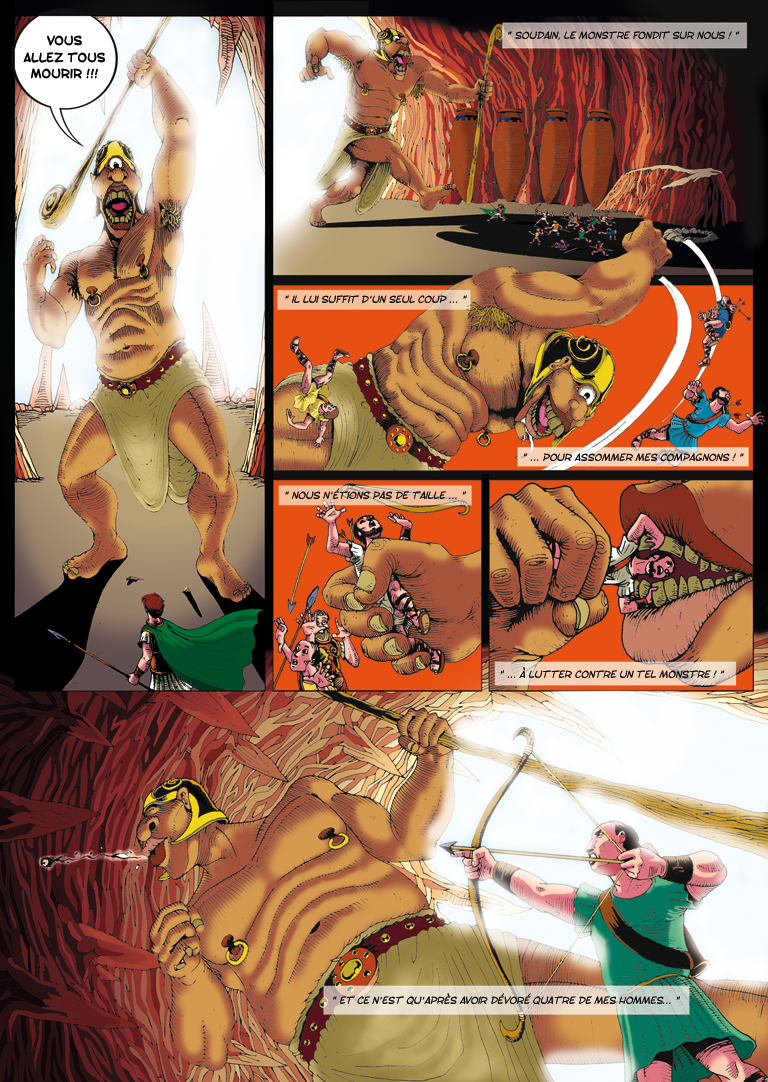 VOUS
ALLEZ TOUS
MOURIR !!!
" SOUDAIN, LE MONSTRE FONDIT SUR NOUS ! "
" IL LUI SUFFIT D'UN SEUL COUP ... "
" ... POUR ASSOMMER MES COMPAGNONS ! "
" NOUS N'ÉTIONS PAS DE TAILLE ... "
" ... À LUTTER CONTRE UN TEL MONSTRE ! "
" ET CE N'EST QU'APRÈS AVOIR DÉVORÉ QUATRE DE MES HOMMES... "